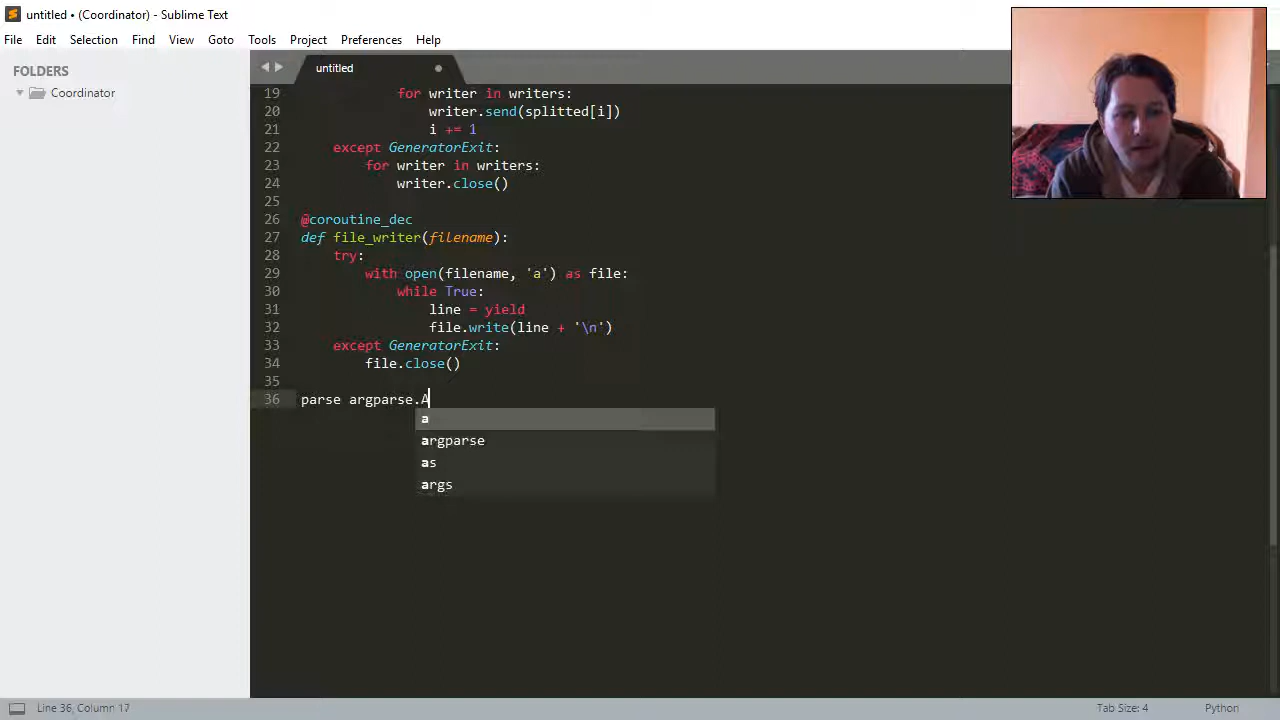 untitled • (Coordinator) - Sublime Text
File Edit Selection Find View Goto Tools Project Preferences Help
FOLDERS
Coordinator
untitled
19 for writer in writers:
20 writer.send(splitted[i])
21 i += 1
22 except GeneratorExit:
23 for writer in writers:
24 writer.close()
25
26 @coroutine_dec
27 def file_writer(filename):
28 try:
29 with open(filename, 'a') as file:
30 while True:
31 line = yield
32 file.write(line + '\n')
33 except GeneratorExit:
34 file.close()
35
36 parse argparse.A
a
argparse
as
args
Line 36, Column 17
Tab Size: 4
Python